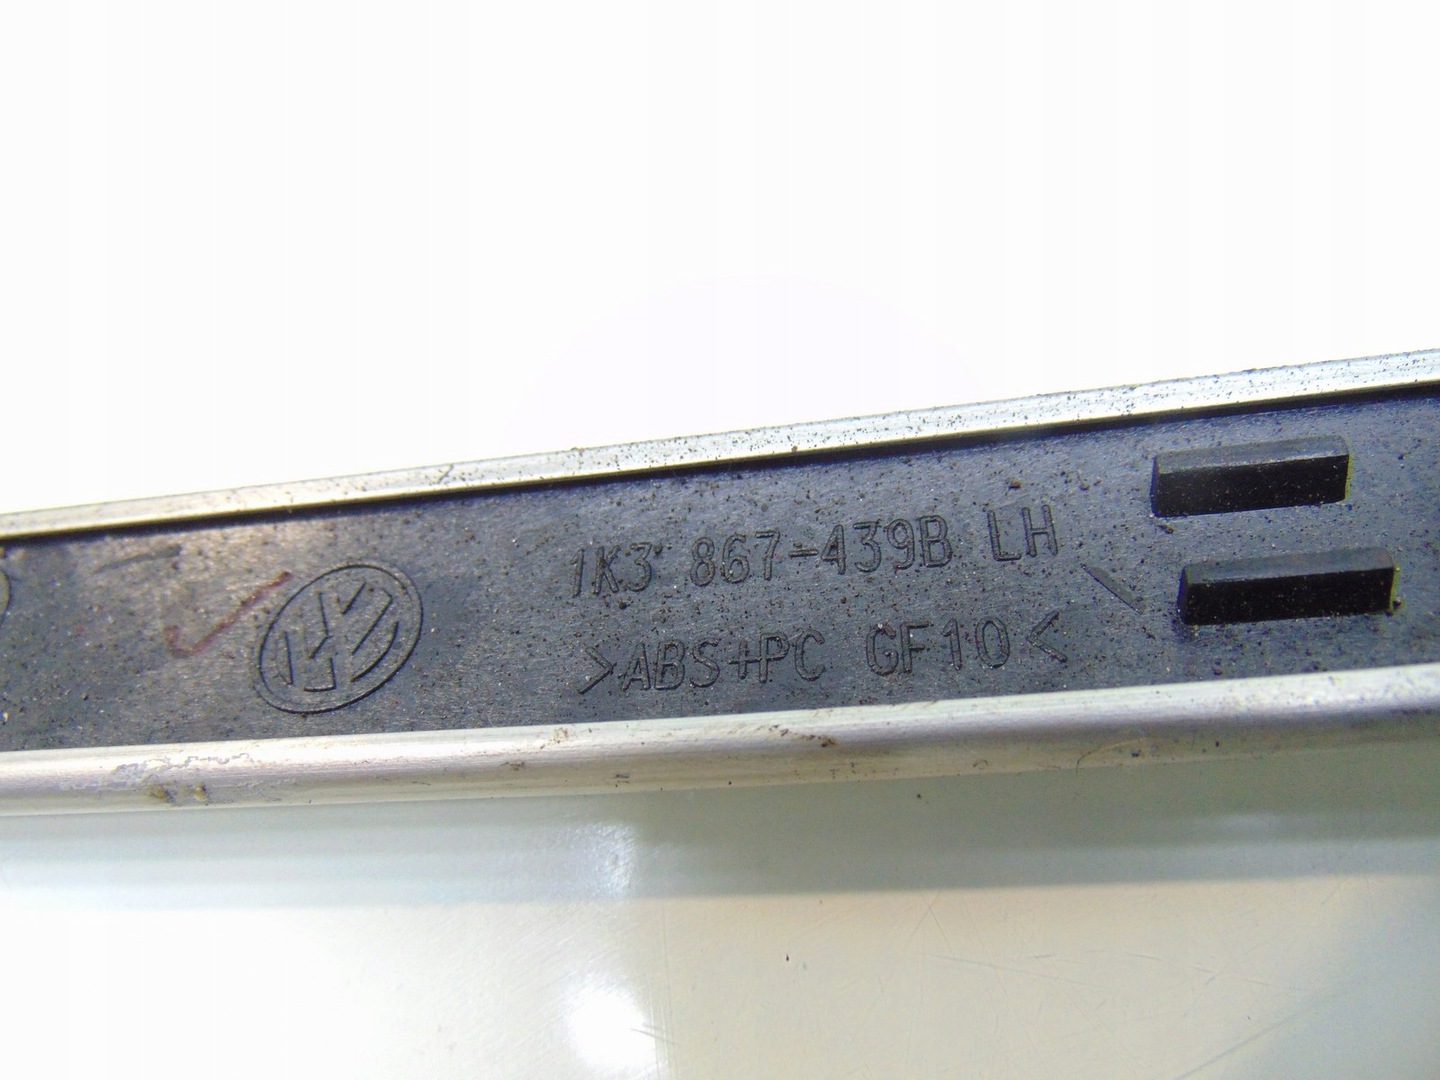 1K3 867-439B LH
>ABS+PC GF10<